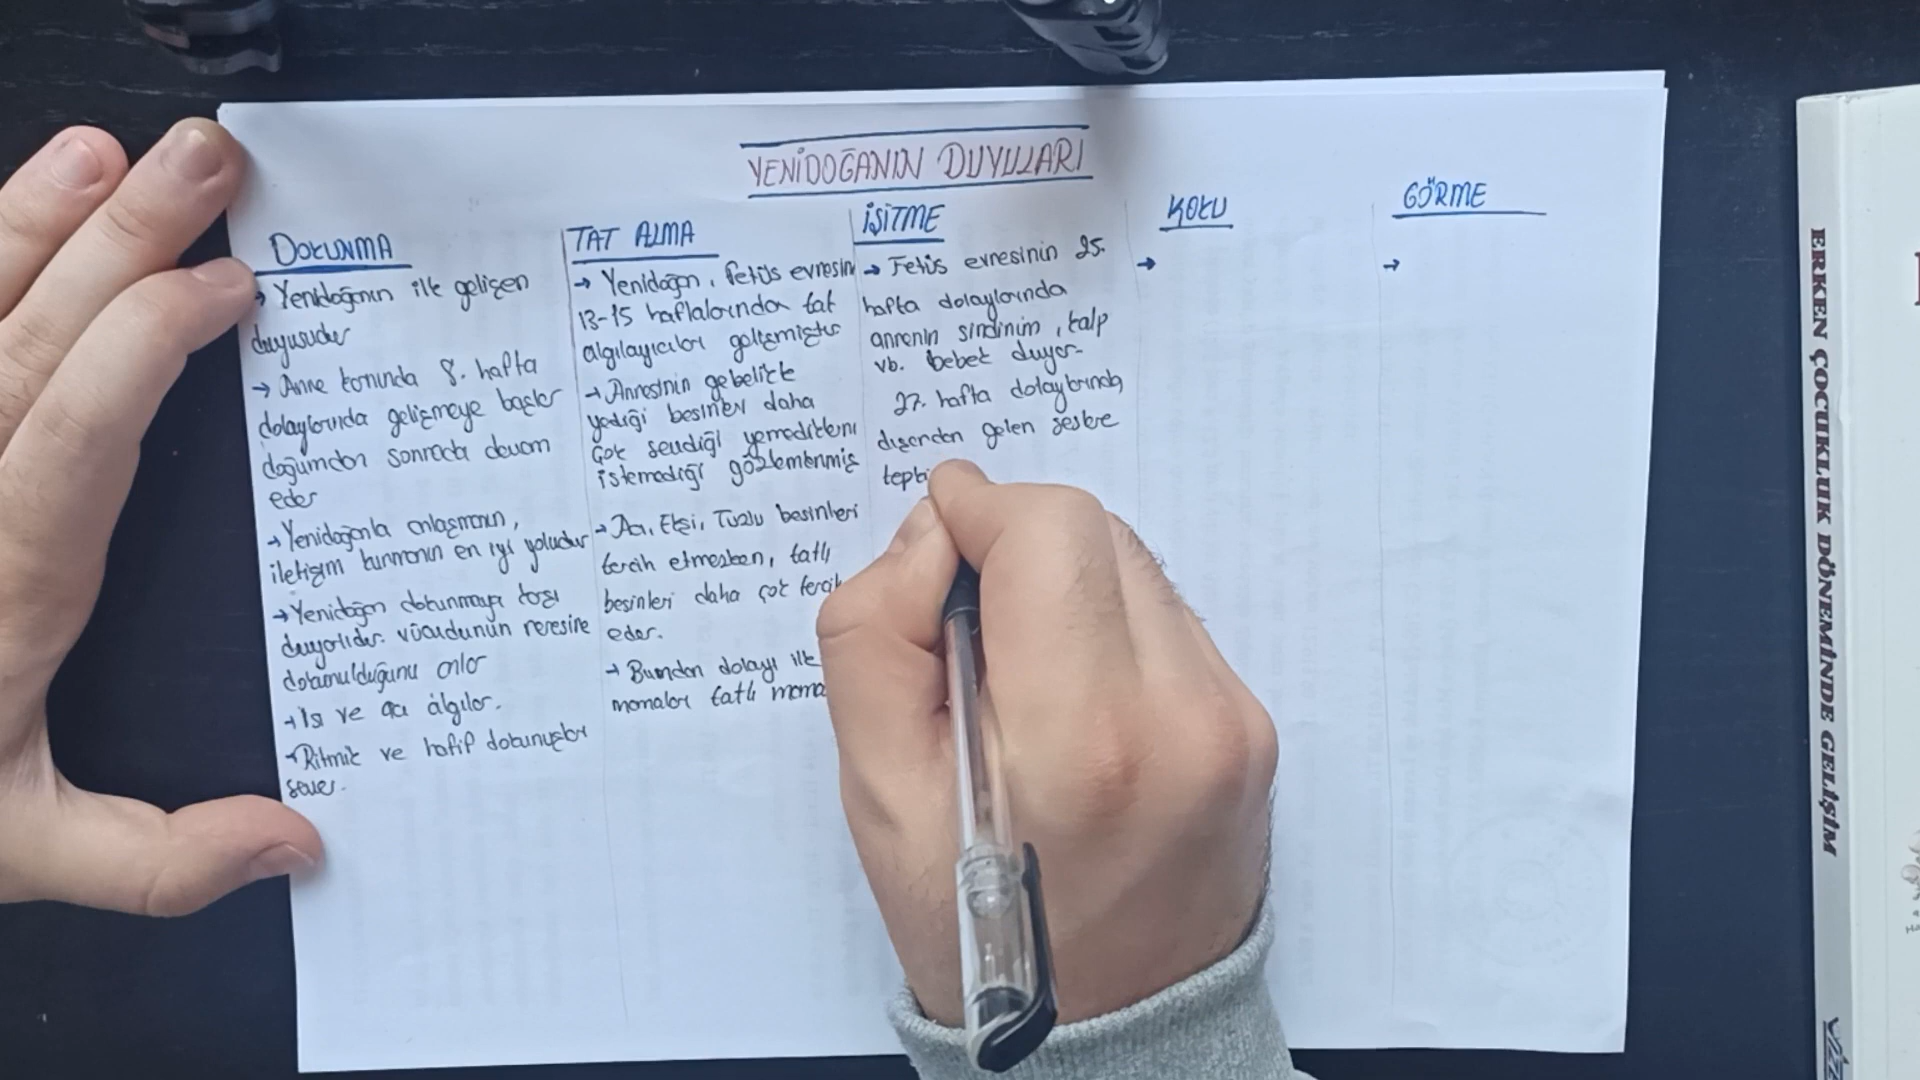 YENİDOĞANIN DUYULARI
DOKUNMA
→ Yenidoğanın ilk gelişen
duyusudur
→ Anne karnında 8. hafta
dolaylarında gelişmeye başlar
doğumdan sonrada devam
eder
→ Yenidoğanla anlaşmanın,
iletişim kurmanın en iyi yoludur
→ Yenidoğan dokunmaya karşı
duyarlıdır. vücudunun neresine
dokunulduğunu anlar
→ Isı ve acı algılar.
→ Ritmik ve hafif dokunuşları
sever.
TAT ALMA
→ Yenidoğan, fetüs evresin
13-15 haftalarından tat
algılayıcıları gelişmiştir
→ Annesinin gebelikte
yediği besinleri daha
çok sevdiği yemediklerini
istemediği gözlemlenmiş
→ Acı, Ekşi, Tuzlu besinleri
tercih etmezken, tatlı
besinleri daha çok tercih
eder.
→ Bundan dolayı ilk
mamaları tatlı mama
İŞİTME
→ Fetüs evresinin 25.
hafta dolaylarında
annenin sindirim, kalp
vb. bebek duyar-
27. hafta dolaylarında,
dışarıdan gelen seslere
tepki
KOKU
→
GÖRME
→
ERKEN ÇOCUKLUK DÖNEMİNDE GELİŞİM